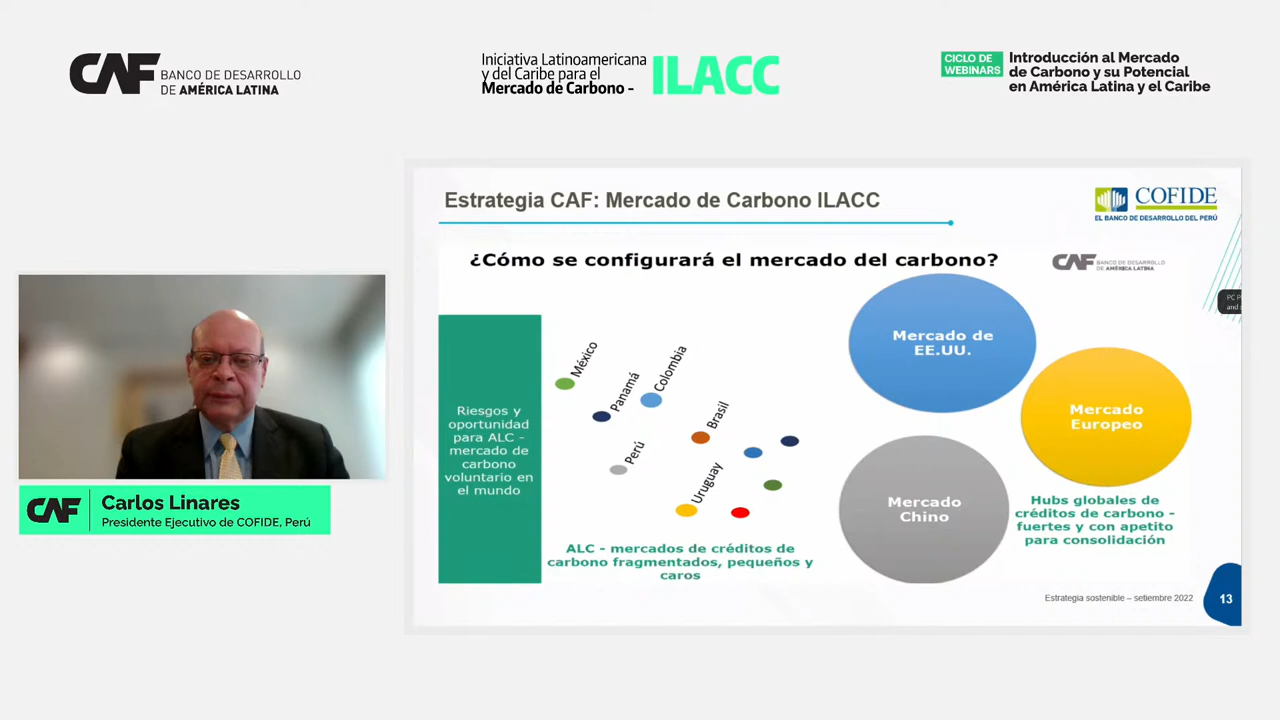 CAF BANCO DE DESARROLLO
DE AMÉRICA LATINA
Iniciativa Latinoamericana
y del Caribe para el
Mercado de Carbono -
ILACC
CICLO DE
WEBINARS
Introducción al Mercado
de Carbono y su Potencial
en América Latina y el Caribe
Estrategia CAF: Mercado de Carbono ILACC
COFIDE
EL BANCO DE DESARROLLO DEL PERÚ
¿Cómo se configurará el mercado del carbono?
CAF BANCO DE DESARROLLO
DE AMÉRICA LATINA
Riesgos y
oportunidad
para ALC -
mercado de
carbono
voluntario en
el mundo
México
Panamá
Colombia
Brasil
Perú
Uruguay
ALC - mercados de créditos de
carbono fragmentados, pequeños y
caros
Mercado de
EE.UU.
Mercado
Europeo
Mercado
Chino
Hubs globales de
créditos de carbono -
fuertes y con apetito
para consolidación
Estrategia sostenible – setiembre 2022
13
CAF
Carlos Linares
Presidente Ejecutivo de COFIDE, Perú